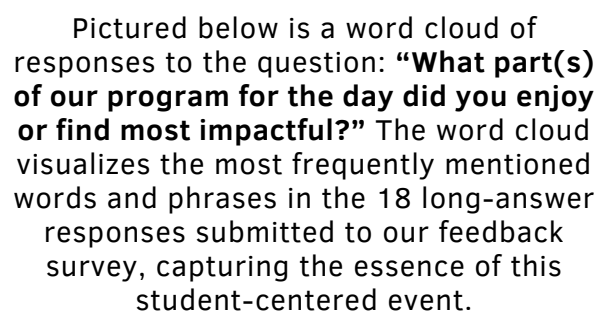 Pictured below is a word cloud of
responses to the question: “What part(s)
of our program for the day did you enjoy
or find most impactful?” The word cloud
visualizes the most frequently mentioned
words and phrases in the 18 long-answer
responses submitted to our feedback
survey, capturing the essence of this
student-centered event.